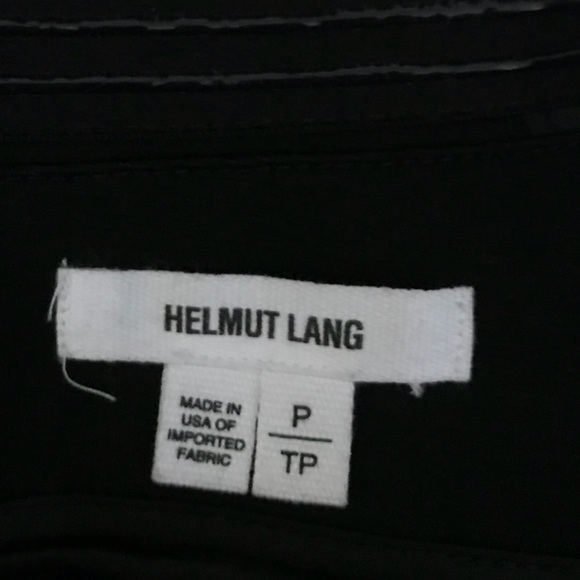 HELMUT LANG
MADE IN
USA OF
IMPORTED
FABRIC
P
TP